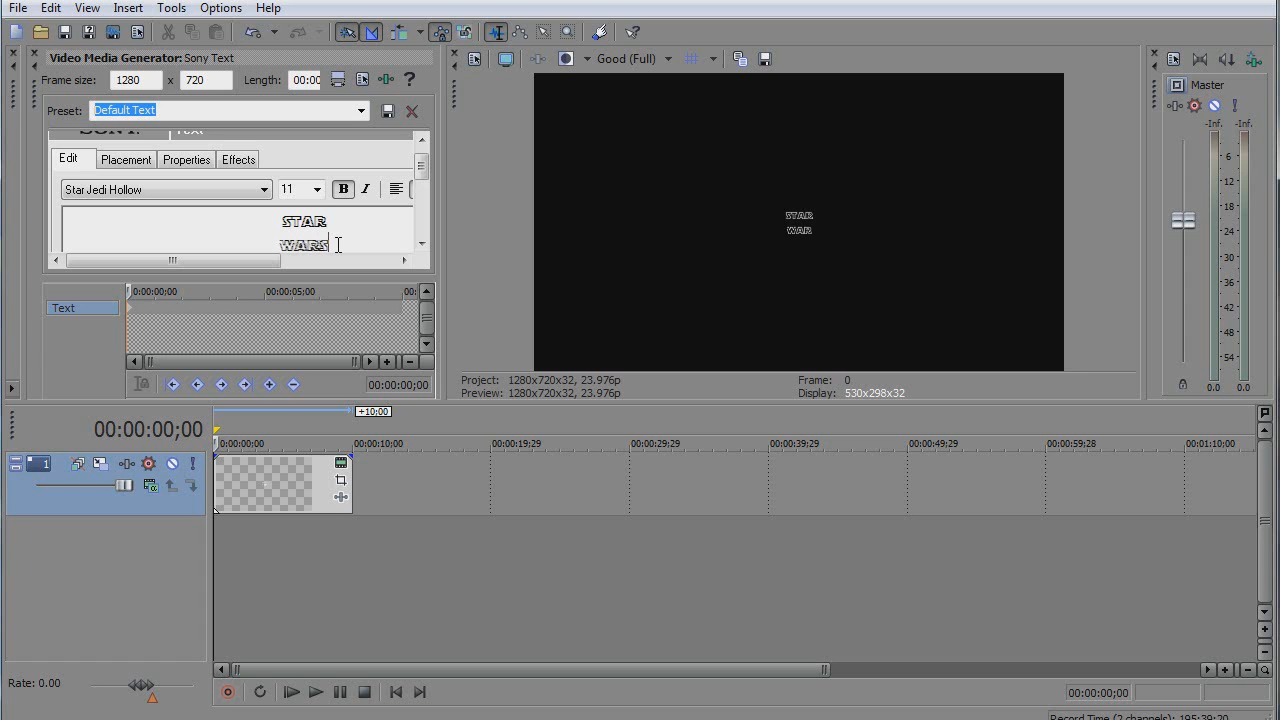 File Edit View Insert Tools Options Help
Video Media Generator: Sony Text
Frame size: 1280 x 720 Length: 00:00
Preset: Default Text
Edit Placement Properties Effects
Star Jedi Hollow 11 B I
STAR
WARS
0:00:00;00 00:00:05;00 00:
Text
00:00:00;00
Good (Full)
STAR
WAR
Project: 1280x720x32, 23.976p
Preview: 1280x720x32, 23.976p
Frame: 0
Display: 530x298x32
Master
-Inf. -Inf.
6
12
18
24
30
36
42
48
54
0.0 0.0
00:00:00;00
+10;00
0:00:00;00 00:00:10;00 00:00:19;29 00:00:29;29 00:00:39;29 00:00:49;29 00:00:59;28 00:01:10;00
1
Rate: 0.00
00:00:00;00
Record Time (2 channels): 195:39:20